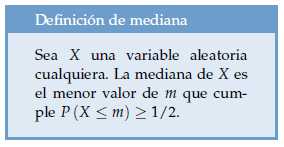 Definición de mediana
Sea X una variable aleatoria
cualquiera. La mediana de X es
el menor valor de m que cum-
ple P (X ≤ m) ≥ 1/2.